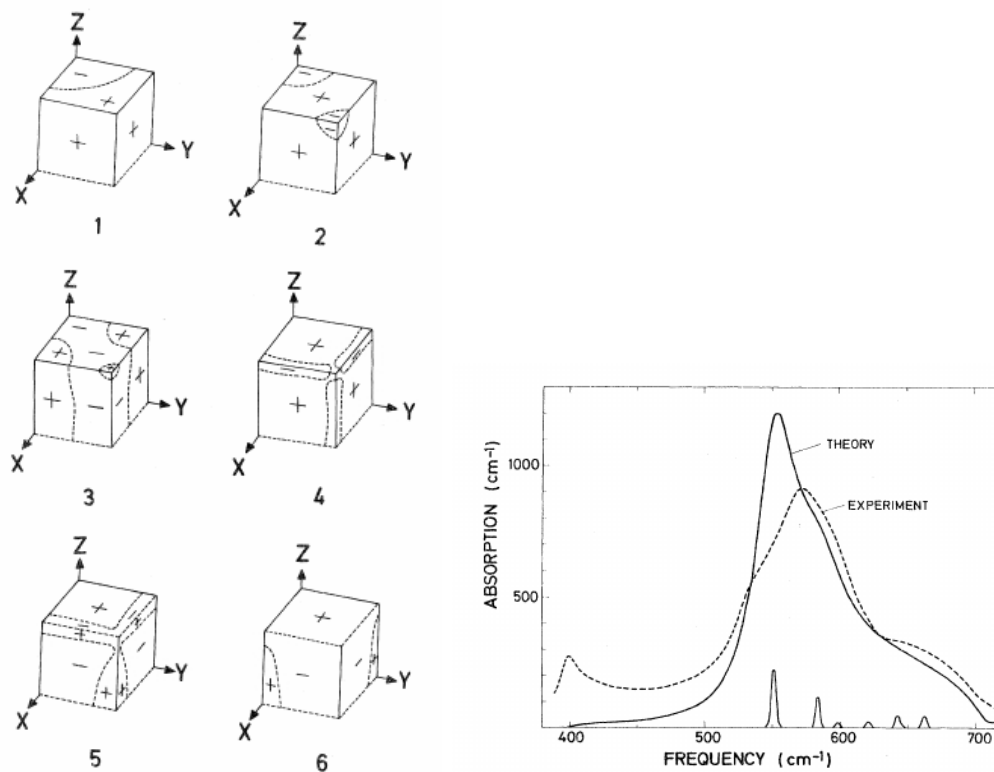 Z
Y
X
1
Z
Y
X
2
Z
Y
X
3
Z
Y
X
4
Z
Y
X
5
Z
Y
X
6
ABSORPTION (cm⁻¹)
1000
500
THEORY
EXPERIMENT
400
500
600
700
FREQUENCY (cm⁻¹)